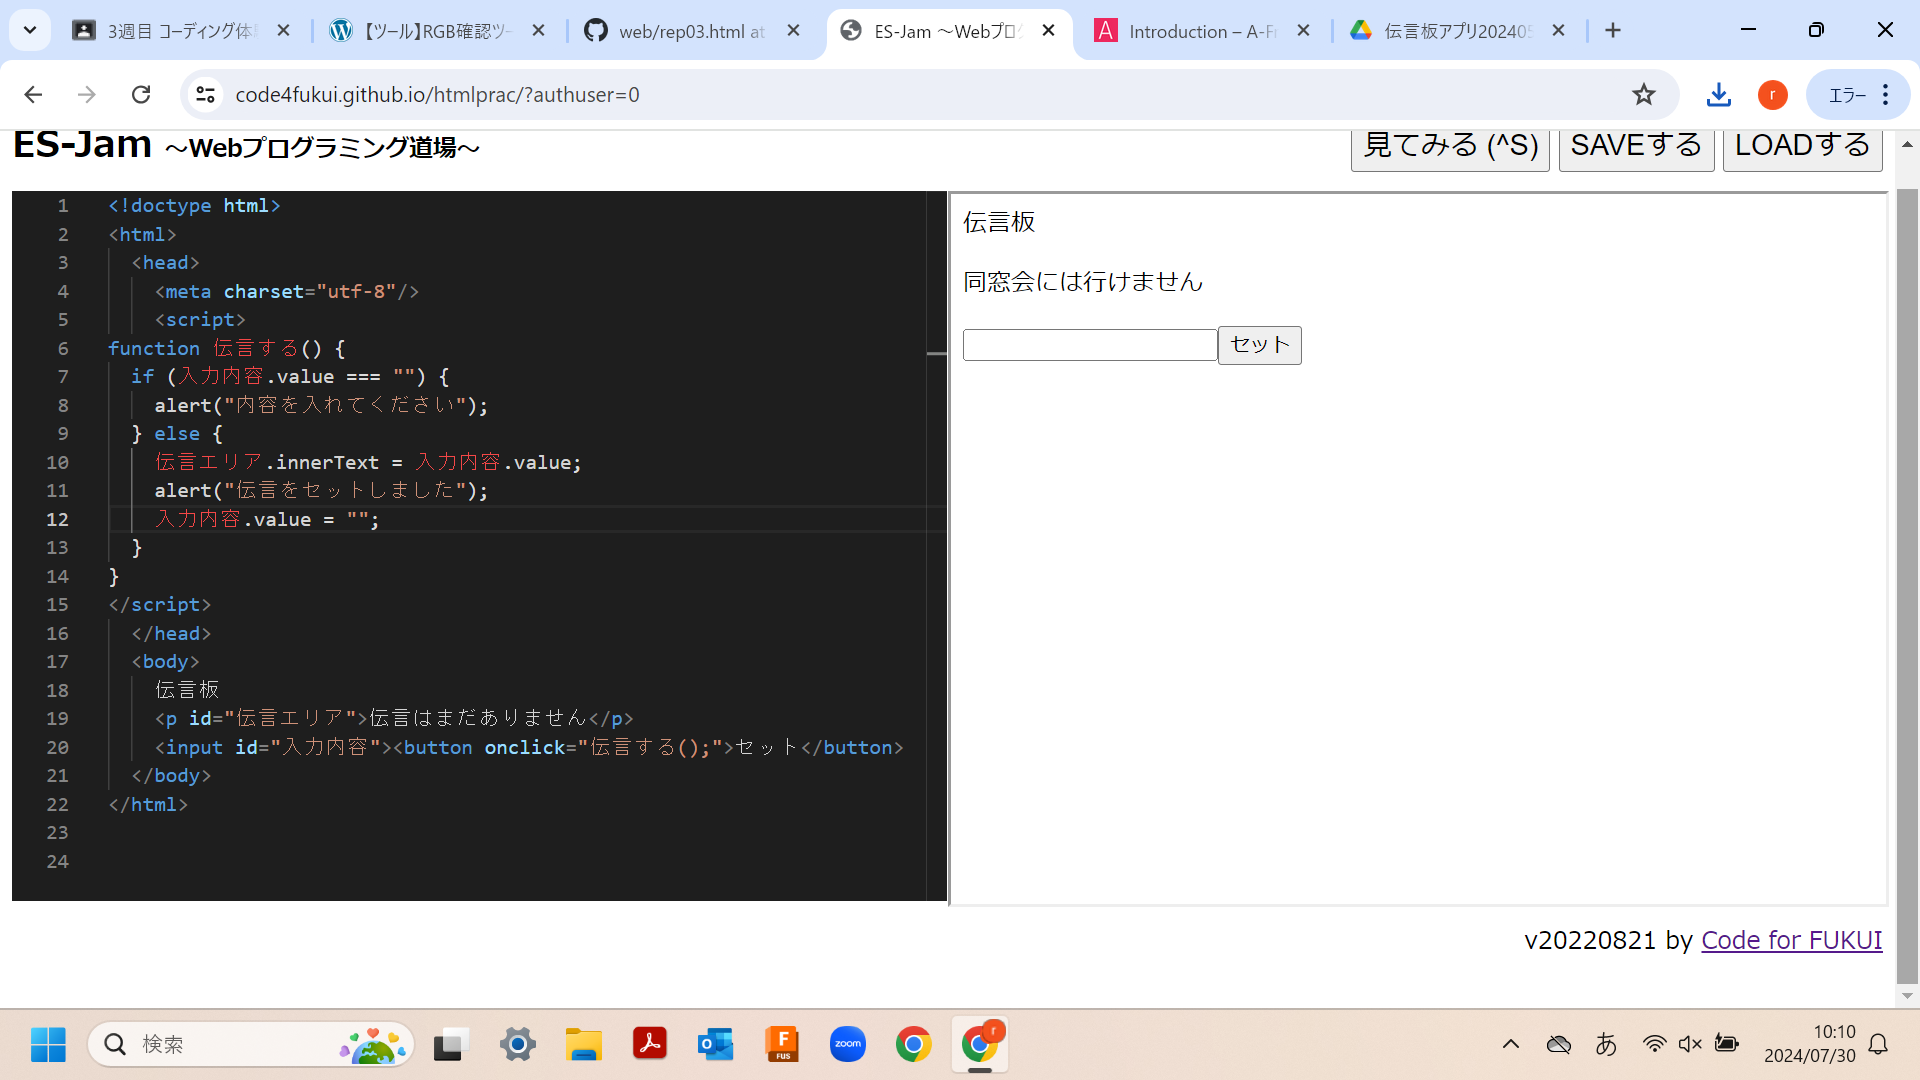 3週目 コーディング体
【ツール】RGB確認ツー
web/rep03.html at
ES-Jam ～Webプロ
Introduction – A-Fr
伝言板アプリ202405
code4fukui.github.io/htmlprac/?authuser=0
r
エラー
ES-Jam ～Webプログラミング道場～
見てみる (^S)
SAVEする
LOADする
1 <!doctype html>
2 <html>
3 <head>
4 <meta charset="utf-8"/>
5 <script>
6 function 伝言する() {
7 if (入力内容.value === "") {
8 alert("内容を入れてください");
9 } else {
10 伝言エリア.innerText = 入力内容.value;
11 alert("伝言をセットしました");
12 入力内容.value = "";
13 }
14 }
15 </script>
16 </head>
17 <body>
18 伝言板
19 <p id="伝言エリア">伝言はまだありません</p>
20 <input id="入力内容"><button onclick="伝言する();">セット</button>
21 </body>
22 </html>
23
24
伝言板
同窓会には行けません
セット
v20220821 by Code for FUKUI
検索
F
FUS
zoom
r
あ
10:10
2024/07/30